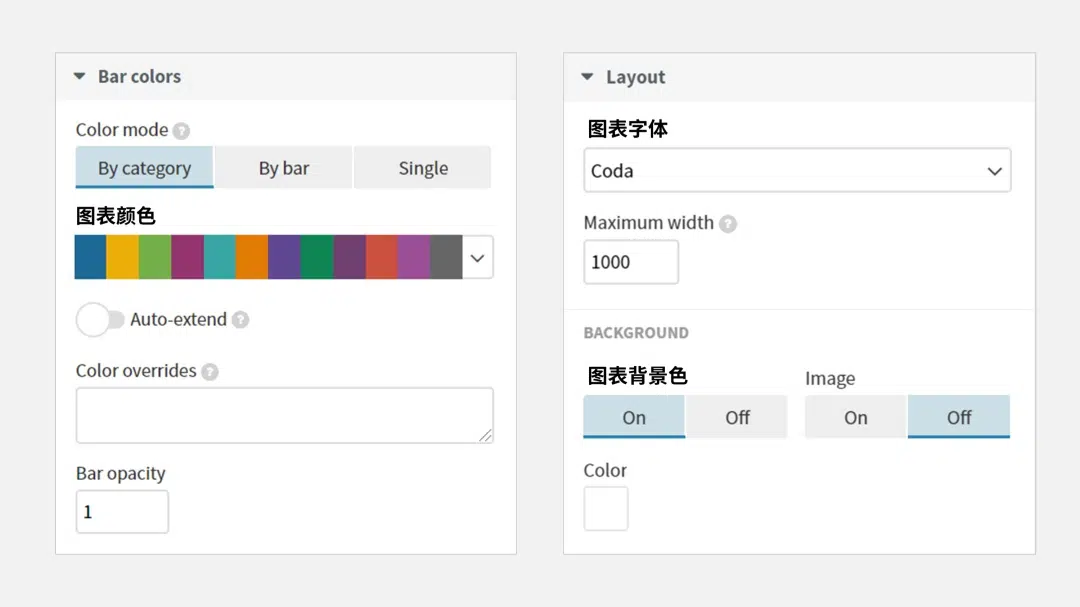 Bar colors
Color mode ?
By category By bar Single
图表颜色
Auto-extend ?
Color overrides ?
Bar opacity
1
Layout
图表字体
Coda
Maximum width ?
1000
BACKGROUND
图表背景色 Image
On Off On Off
Color